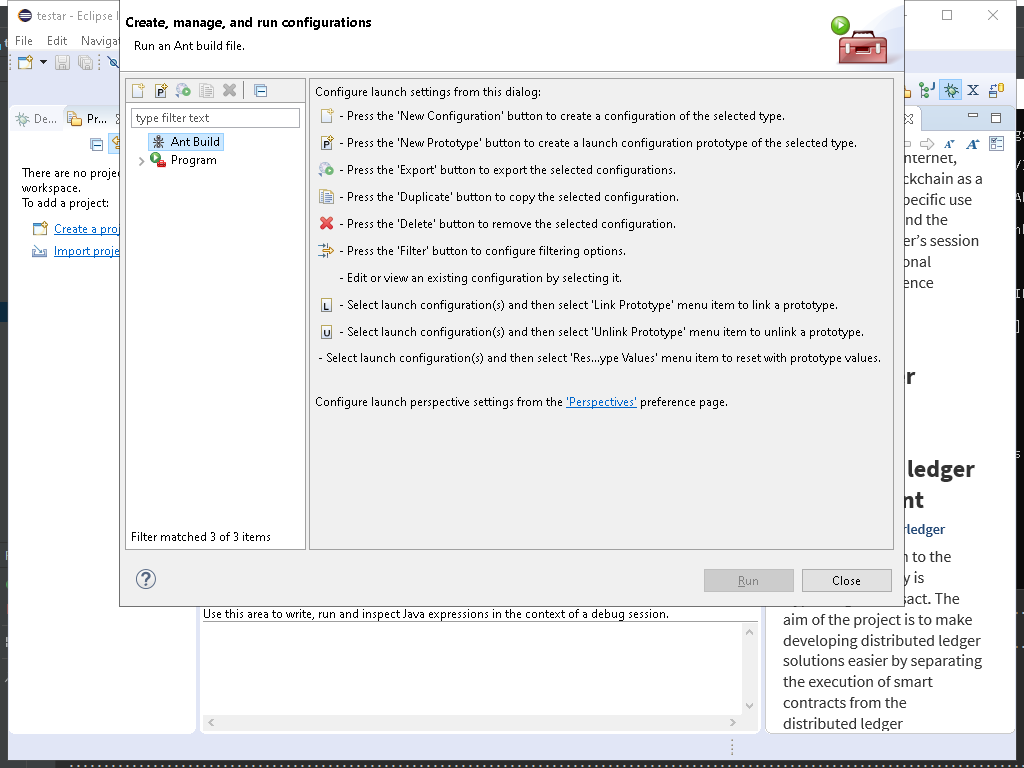 testar - Eclipse I
File Edit Naviga
Create, manage, and run configurations
Run an Ant build file.
type filter text
Ant Build
Program
Filter matched 3 of 3 items
Configure launch settings from this dialog:
- Press the 'New Configuration' button to create a configuration of the selected type.
- Press the 'New Prototype' button to create a launch configuration prototype of the selected type.
- Press the 'Export' button to export the selected configurations.
- Press the 'Duplicate' button to copy the selected configuration.
- Press the 'Delete' button to remove the selected configuration.
- Press the 'Filter' button to configure filtering options.
- Edit or view an existing configuration by selecting it.
L - Select launch configuration(s) and then select 'Link Prototype' menu item to link a prototype.
U - Select launch configuration(s) and then select 'Unlink Prototype' menu item to unlink a prototype.
- Select launch configuration(s) and then select 'Res...ype Values' menu item to reset with prototype values.
Configure launch perspective settings from the 'Perspectives' preference page.
Run Close
De... Pr...
There are no proje
workspace.
To add a project:
Create a proj
Import proje
Use this area to write, run and inspect Java expressions in the context of a debug session.
nternet,
ckchain as a
pecific use
nd the
er's session
onal
ence
r
ledger
nt
rledger
n to the
y is
sact. The
aim of the project is to make
developing distributed ledger
solutions easier by separating
the execution of smart
contracts from the
distributed ledger